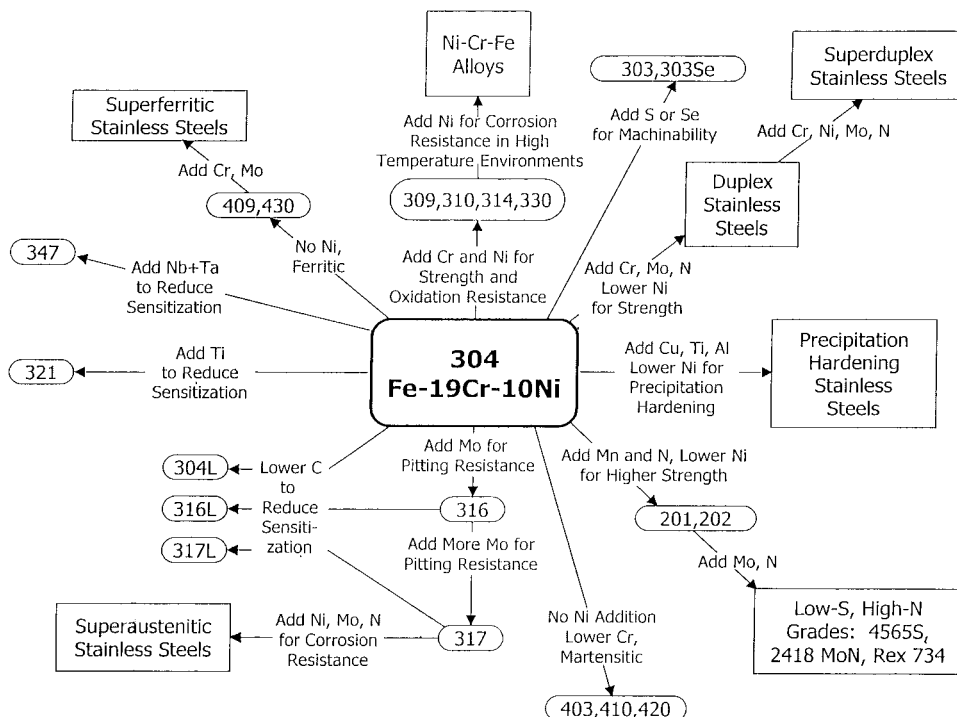 Ni-Cr-Fe
Alloys
303,303Se
Superduplex
Stainless Steels
Superferritic
Stainless Steels
Add Ni for Corrosion
Resistance in High
Temperature Environments
Add S or Se
for Machinability
Add Cr, Ni, Mo, N
Add Cr, Mo
409,430
309,310,314,330
Duplex
Stainless
Steels
No Ni,
Ferritic
347
Add Nb+Ta
to Reduce
Sensitization
Add Cr and Ni for
Strength and
Oxidation Resistance
Add Cr, Mo, N
Lower Ni
for Strength
304
Fe-19Cr-10Ni
321
Add Ti
to Reduce
Sensitization
Add Cu, Ti, Al
Lower Ni for
Precipitation
Hardening
Precipitation
Hardening
Stainless
Steels
304L
316L
317L
Lower C
to
Reduce
Sensiti-
zation
Add Mo for
Pitting Resistance
316
Add More Mo for
Pitting Resistance
317
Add Mn and N, Lower Ni
for Higher Strength
201,202
Add Mo, N
Low-S, High-N
Grades: 4565S,
2418 MoN, Rex 734
Superaustenitic
Stainless Steels
Add Ni, Mo, N
for Corrosion
Resistance
No Ni Addition
Lower Cr,
Martensitic
403,410,420